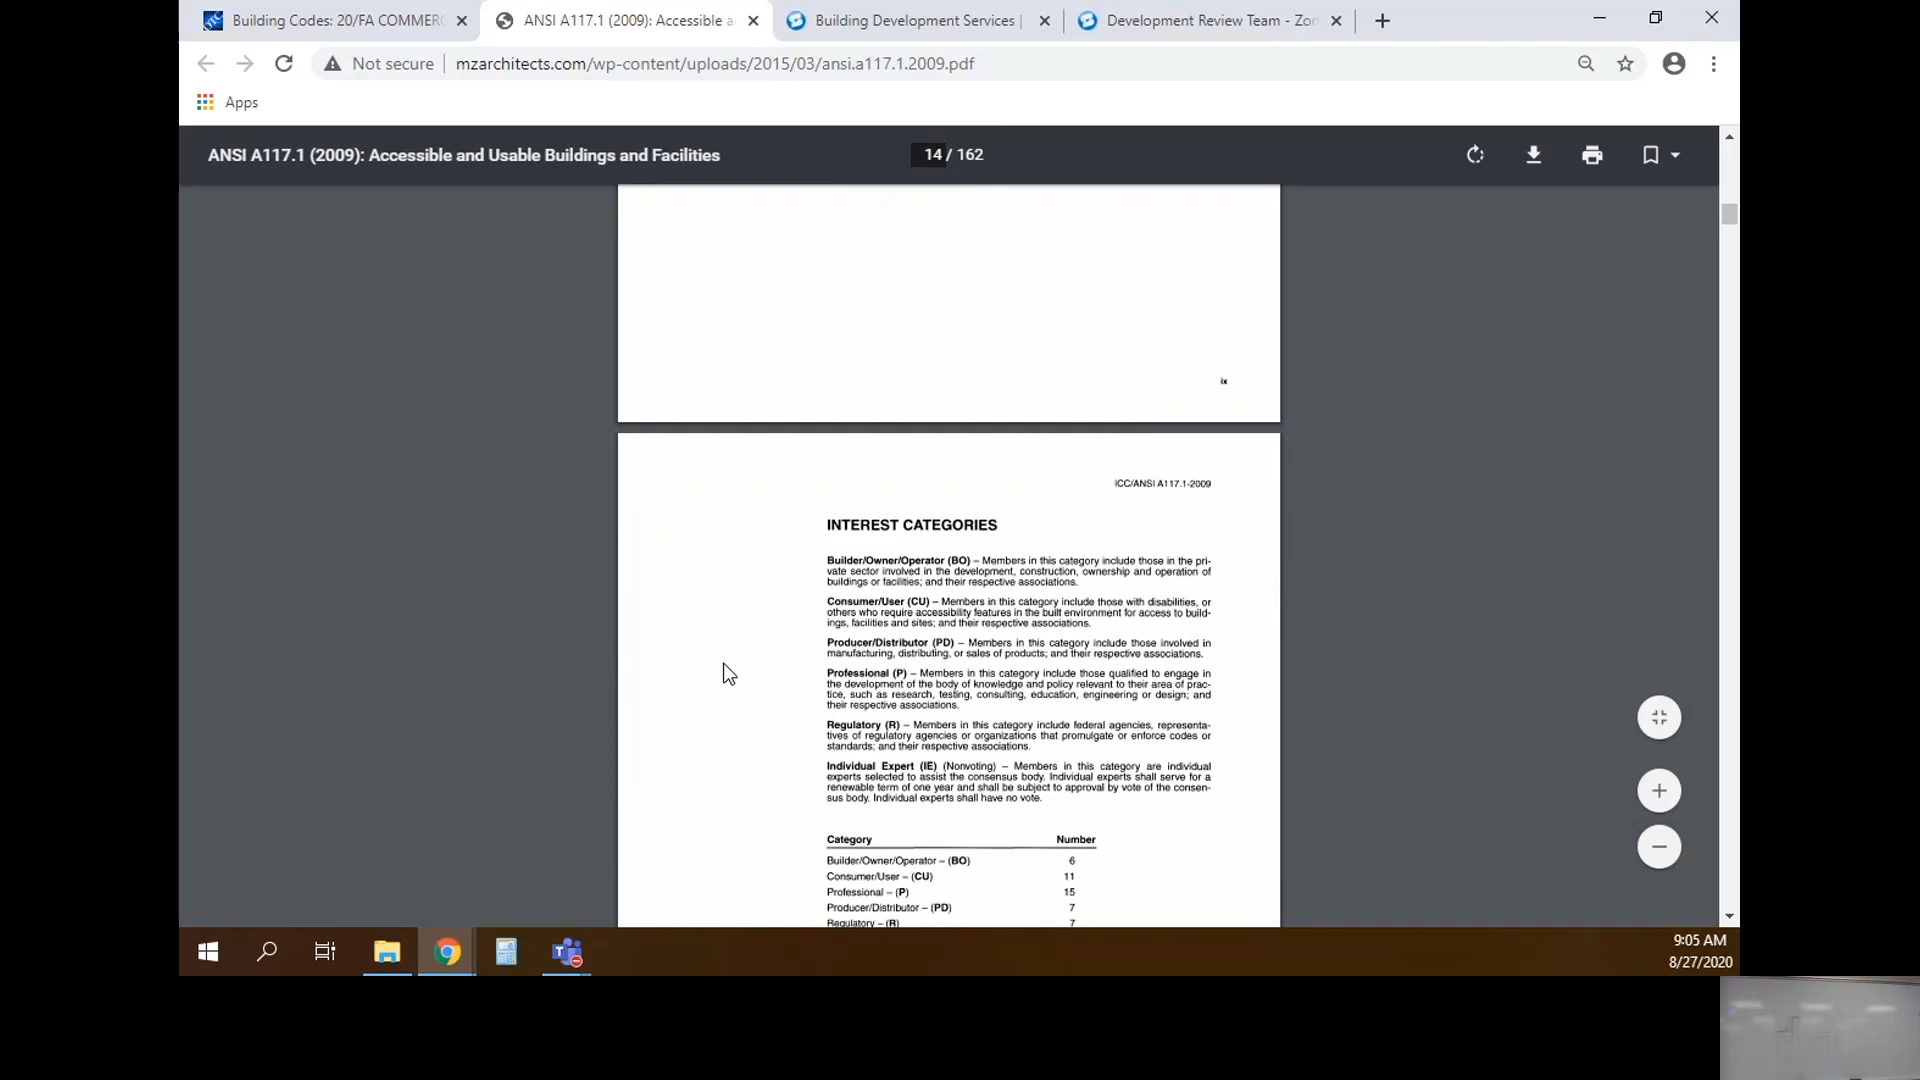 Building Codes: 20/FA COMMERC
ANSI A117.1 (2009): Accessible a
Building Development Services |
Development Review Team - Zon
Not secure
mzarchitects.com/wp-content/uploads/2015/03/ansi.a117.1.2009.pdf
Apps
ANSI A117.1 (2009): Accessible and Usable Buildings and Facilities
14 / 162
ix
ICC/ANSI A117.1-2009
INTEREST CATEGORIES
Builder/Owner/Operator (BO) – Members in this category include those in the pri-
vate sector involved in the development, construction, ownership and operation of
buildings or facilities; and their respective associations.
Consumer/User (CU) – Members in this category include those with disabilities, or
others who require accessibility features in the built environment for access to build-
ings, facilities and sites; and their respective associations.
Producer/Distributor (PD) – Members in this category include those involved in
manufacturing, distributing, or sales of products; and their respective associations.
Professional (P) – Members in this category include those qualified to engage in
the development of the body of knowledge and policy relevant to their area of prac-
tice, such as research, testing, consulting, education, engineering or design; and
their respective associations.
Regulatory (R) – Members in this category include federal agencies, representa-
tives of regulatory agencies or organizations that promulgate or enforce codes or
standards; and their respective associations.
Individual Expert (IE) (Nonvoting) – Members in this category are individual
experts selected to assist the consensus body. Individual experts shall serve for a
renewable term of one year and shall be subject to approval by vote of the consen-
sus body. Individual experts shall have no vote.
Category Number
Builder/Owner/Operator – (BO) 6
Consumer/User – (CU) 11
Professional – (P) 15
Producer/Distributor – (PD) 7
Regulatory – (R) 7
9:05 AM
8/27/2020